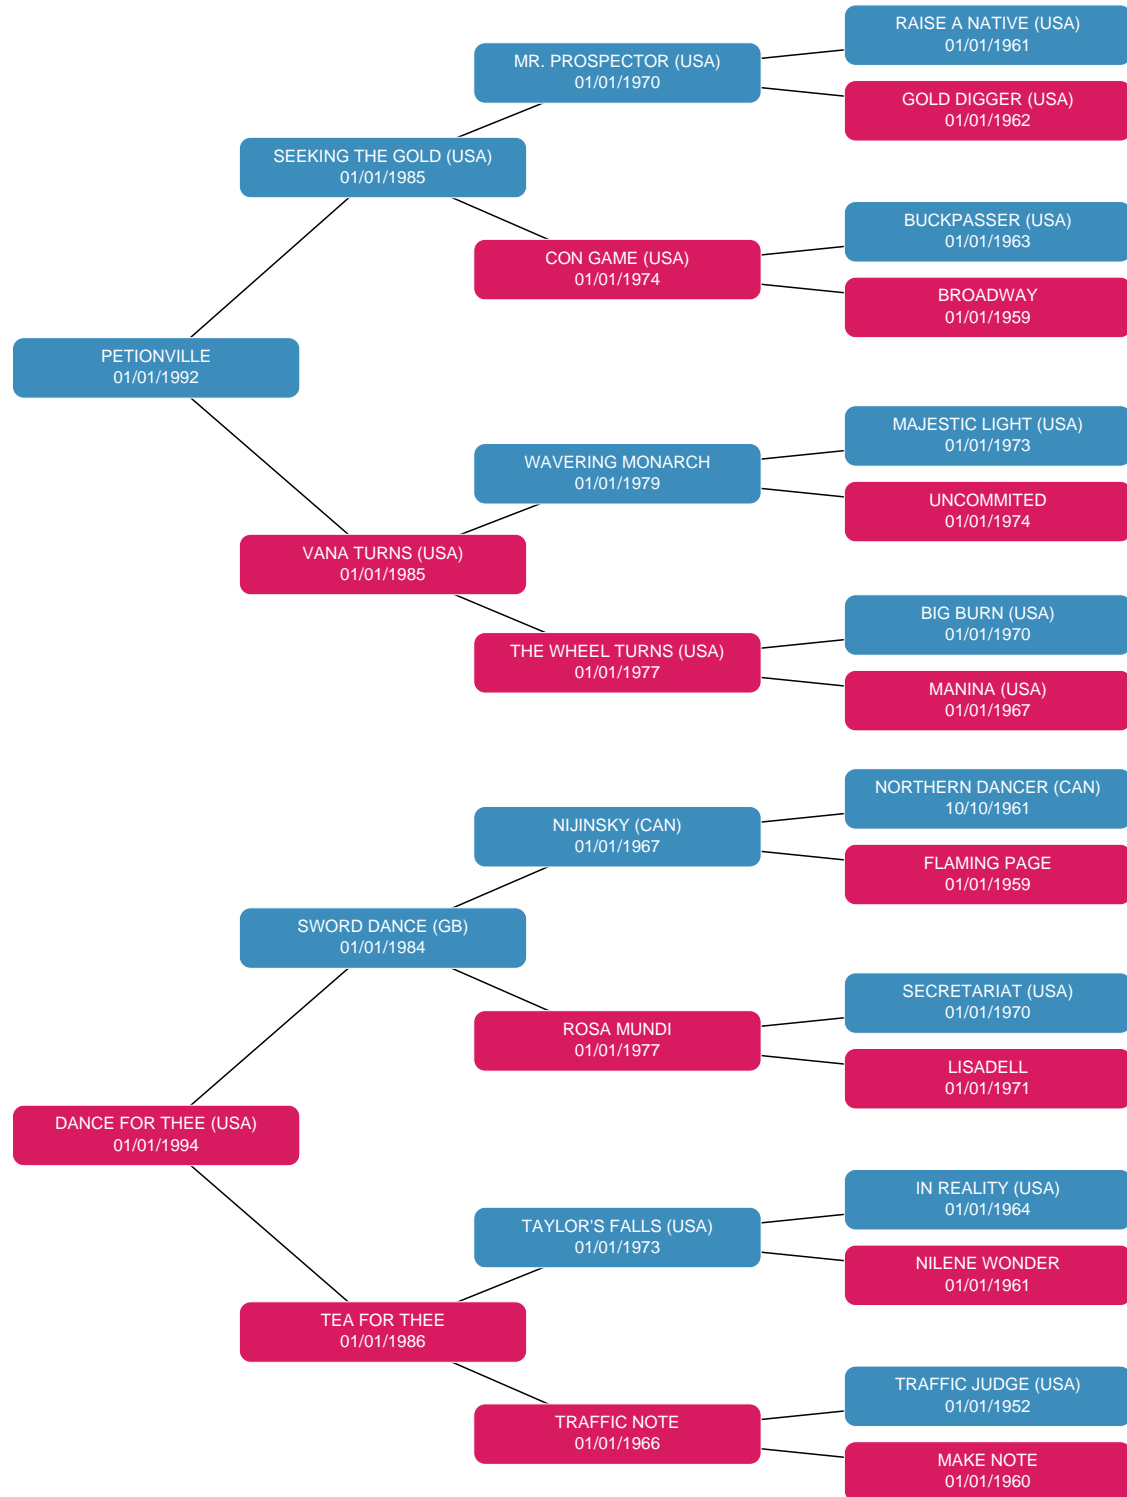 RAISE A NATIVE (USA)
01/01/1961
MR. PROSPECTOR (USA)
01/01/1970
GOLD DIGGER (USA)
01/01/1962
SEEKING THE GOLD (USA)
01/01/1985
BUCKPASSER (USA)
01/01/1963
CON GAME (USA)
01/01/1974
BROADWAY
01/01/1959
PETIONVILLE
01/01/1992
MAJESTIC LIGHT (USA)
01/01/1973
WAVERING MONARCH
01/01/1979
UNCOMMITED
01/01/1974
VANA TURNS (USA)
01/01/1985
BIG BURN (USA)
01/01/1970
THE WHEEL TURNS (USA)
01/01/1977
MANINA (USA)
01/01/1967
NORTHERN DANCER (CAN)
10/10/1961
NIJINSKY (CAN)
01/01/1967
FLAMING PAGE
01/01/1959
SWORD DANCE (GB)
01/01/1984
SECRETARIAT (USA)
01/01/1970
ROSA MUNDI
01/01/1977
LISADELL
01/01/1971
DANCE FOR THEE (USA)
01/01/1994
IN REALITY (USA)
01/01/1964
TAYLOR'S FALLS (USA)
01/01/1973
NILENE WONDER
01/01/1961
TEA FOR THEE
01/01/1986
TRAFFIC JUDGE (USA)
01/01/1952
TRAFFIC NOTE
01/01/1966
MAKE NOTE
01/01/1960